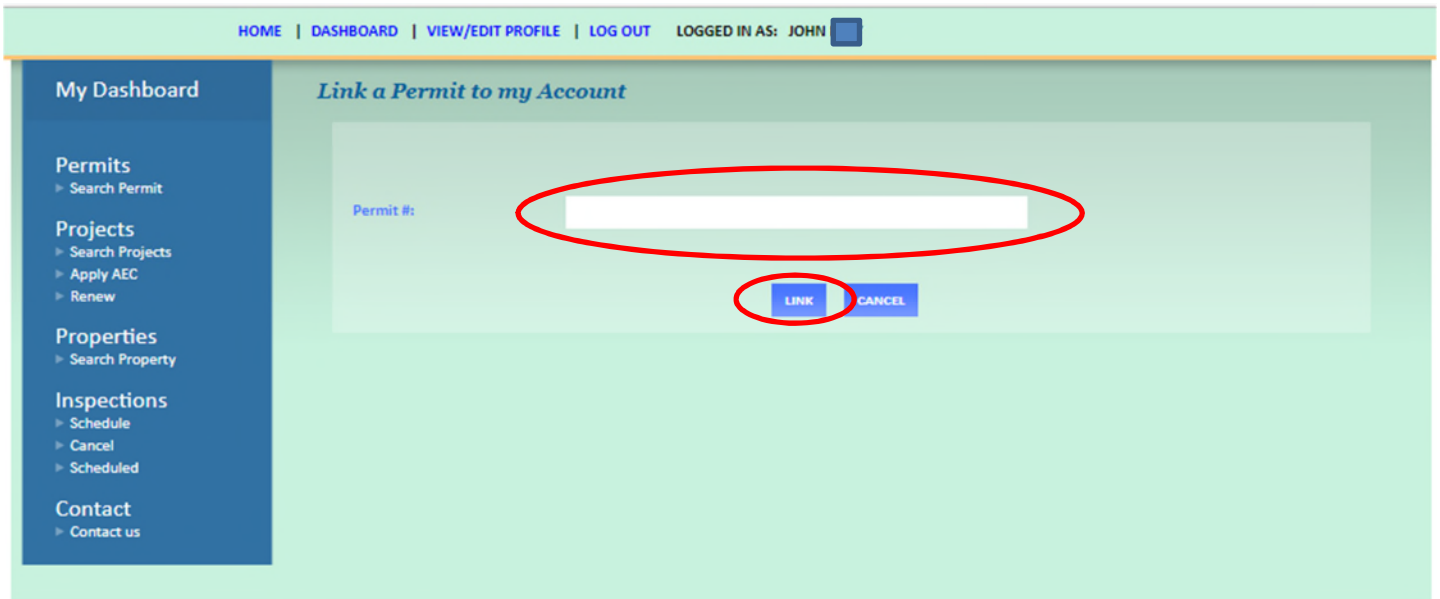 HOME | DASHBOARD | VIEW/EDIT PROFILE | LOG OUT LOGGED IN AS: JOHN
My Dashboard
Permits
Search Permit
Projects
Search Projects
Apply AEC
Renew
Properties
Search Property
Inspections
Schedule
Cancel
Scheduled
Contact
Contact us
Link a Permit to my Account
Permit #:
LINK CANCEL